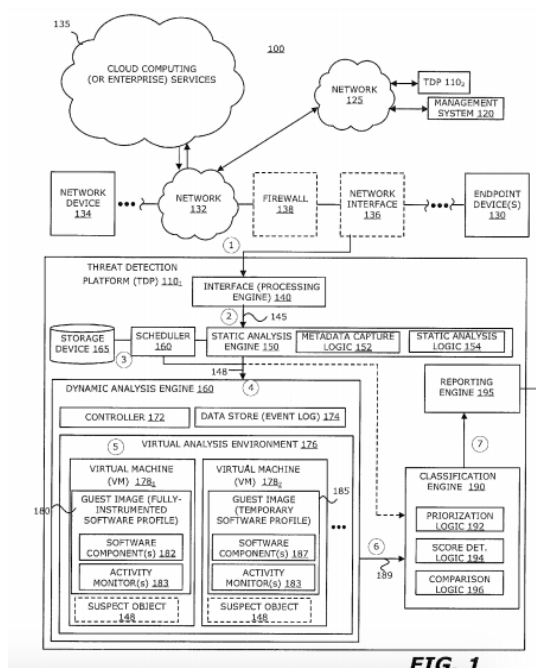 135
100
CLOUD COMPUTING
(OR ENTERPRISE) SERVICES
NETWORK
125
TDP 110₂
MANAGEMENT
SYSTEM 120
NETWORK
DEVICE
134
NETWORK
132
FIREWALL
138
NETWORK
INTERFACE
136
ENDPOINT
DEVICE(S)
130
1
THREAT DETECTION
PLATFORM (TDP) 110₁
INTERFACE (PROCESSING
ENGINE) 140
2
145
STORAGE
DEVICE 165
3
SCHEDULER
160
STATIC ANALYSIS
ENGINE 150
METADATA CAPTURE
LOGIC 152
STATIC ANALYSIS
LOGIC 154
148
4
DYNAMIC ANALYSIS ENGINE 160
CONTROLLER 172
DATA STORE (EVENT LOG) 174
REPORTING
ENGINE 195
5
VIRTUAL ANALYSIS ENVIRONMENT 176
7
VIRTUAL MACHINE
(VM) 178₁
180
GUEST IMAGE (FULLY-
INSTRUMENTED
SOFTWARE PROFILE)
SOFTWARE
COMPONENT(s) 182
ACTIVITY
MONITOR(s) 183
SUSPECT OBJECT
148
VIRTUAL MACHINE
(VM) 178₂
185
GUEST IMAGE
(TEMPORARY
SOFTWARE PROFILE)
SOFTWARE
COMPONENT(s) 187
ACTIVITY
MONITOR(s) 183
SUSPECT OBJECT
148
6
189
CLASSIFICATION
ENGINE 190
PRIORIZATION
LOGIC 192
SCORE DET.
LOGIC 194
COMPARISON
LOGIC 196
FIG. 1